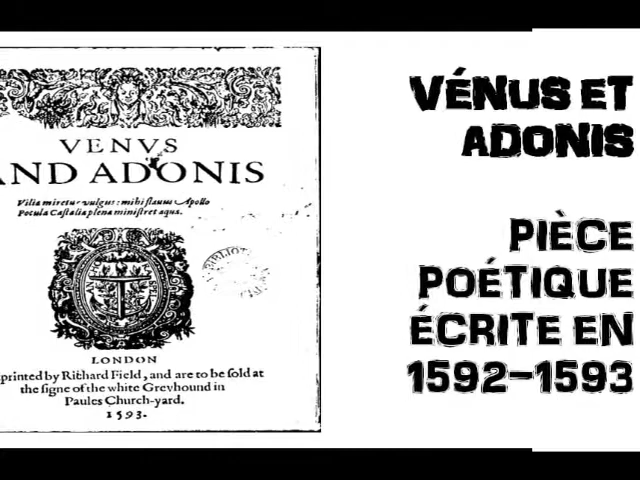 VENVS
AND ADONIS
Vilia miretur vulgus: mihi flauus Apollo
Pocula Castalia plena ministret aqua.
LONDON
printed by Richard Field, and are to be sold at
the signe of the white Greyhound in
Paules Church-yard.
1593.
VÉNUS ET
ADONIS
PIÈCE
POÉTIQUE
ÉCRITE EN
1592-1593